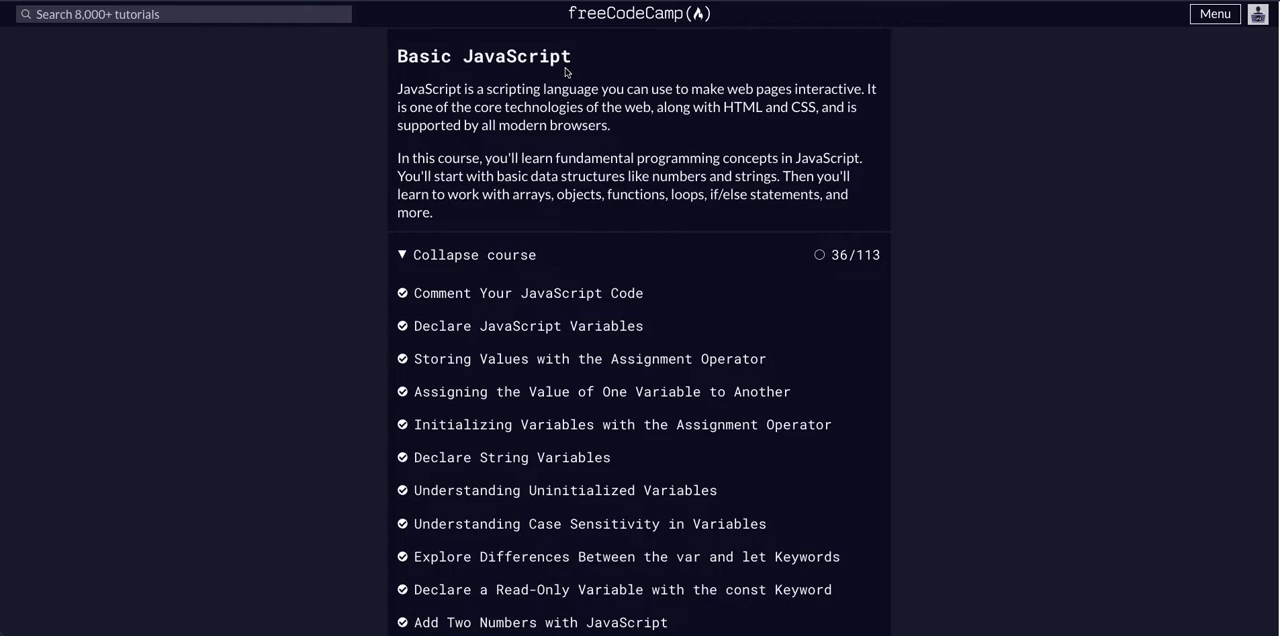 Search 8,000+ tutorials
freeCodeCamp
Menu
Basic JavaScript
JavaScript is a scripting language you can use to make web pages interactive. It
is one of the core technologies of the web, along with HTML and CSS, and is
supported by all modern browsers.
In this course, you'll learn fundamental programming concepts in JavaScript.
You'll start with basic data structures like numbers and strings. Then you'll
learn to work with arrays, objects, functions, loops, if/else statements, and
more.
Collapse course 36/113
Comment Your JavaScript Code
Declare JavaScript Variables
Storing Values with the Assignment Operator
Assigning the Value of One Variable to Another
Initializing Variables with the Assignment Operator
Declare String Variables
Understanding Uninitialized Variables
Understanding Case Sensitivity in Variables
Explore Differences Between the var and let Keywords
Declare a Read-Only Variable with the const Keyword
Add Two Numbers with JavaScript